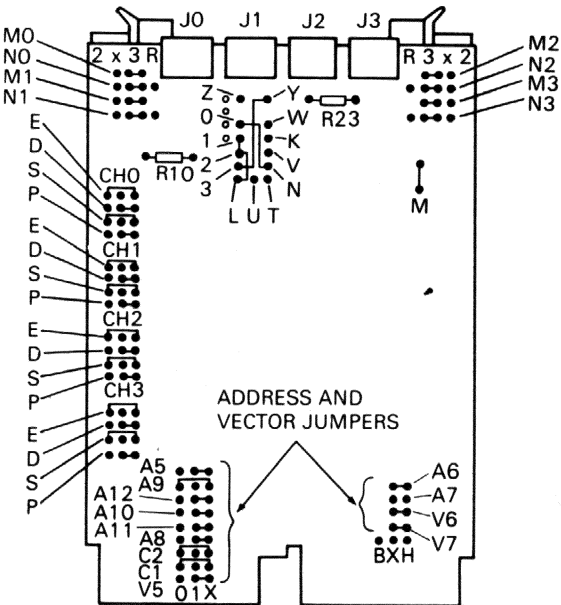 J0 J1 J2 J3
M0
N0
M1
N1
2 x 3 R
R 3 x 2
M2
N2
M3
N3
Z
0
1
2
3
Y
W
K
V
N
L U T
R23
R10
M
E
D
S
P
CH0
E
D
S
P
CH1
E
D
S
P
CH2
E
D
S
P
CH3
ADDRESS AND
VECTOR JUMPERS
A5
A9
A12
A10
A11
A8
C2
C1
V5
0 1 X
A6
A7
V6
V7
BXH